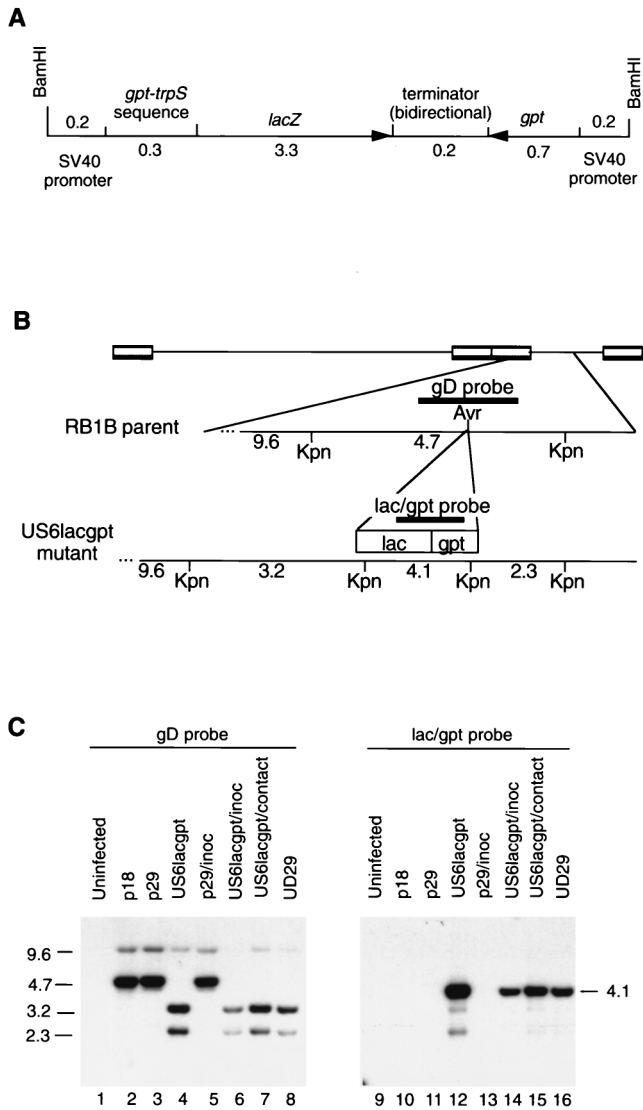 A
BamHI
BamHI
gpt-trpS
sequence
lacZ
terminator
(bidirectional)
gpt
0.2
0.2
0.3
3.3
0.2
0.7
SV40
promoter
SV40
promoter
B
gD probe
Avr
RB1B parent
...
9.6
Kpn
4.7
Kpn
lac/gpt probe
US6lacgpt
mutant
lac
gpt
...
9.6
Kpn
3.2
Kpn
4.1
Kpn
2.3
Kpn
C
gD probe
lac/gpt probe
Uninfected
p18
p29
US6lacgpt
p29/inoc
US6lacgpt/inoc
US6lacgpt/contact
UD29
Uninfected
p18
p29
US6lacgpt
p29/inoc
US6lacgpt/inoc
US6lacgpt/contact
UD29
9.6
4.7
3.2
2.3
4.1
1 2 3 4 5 6 7 8
9 10 11 12 13 14 15 16